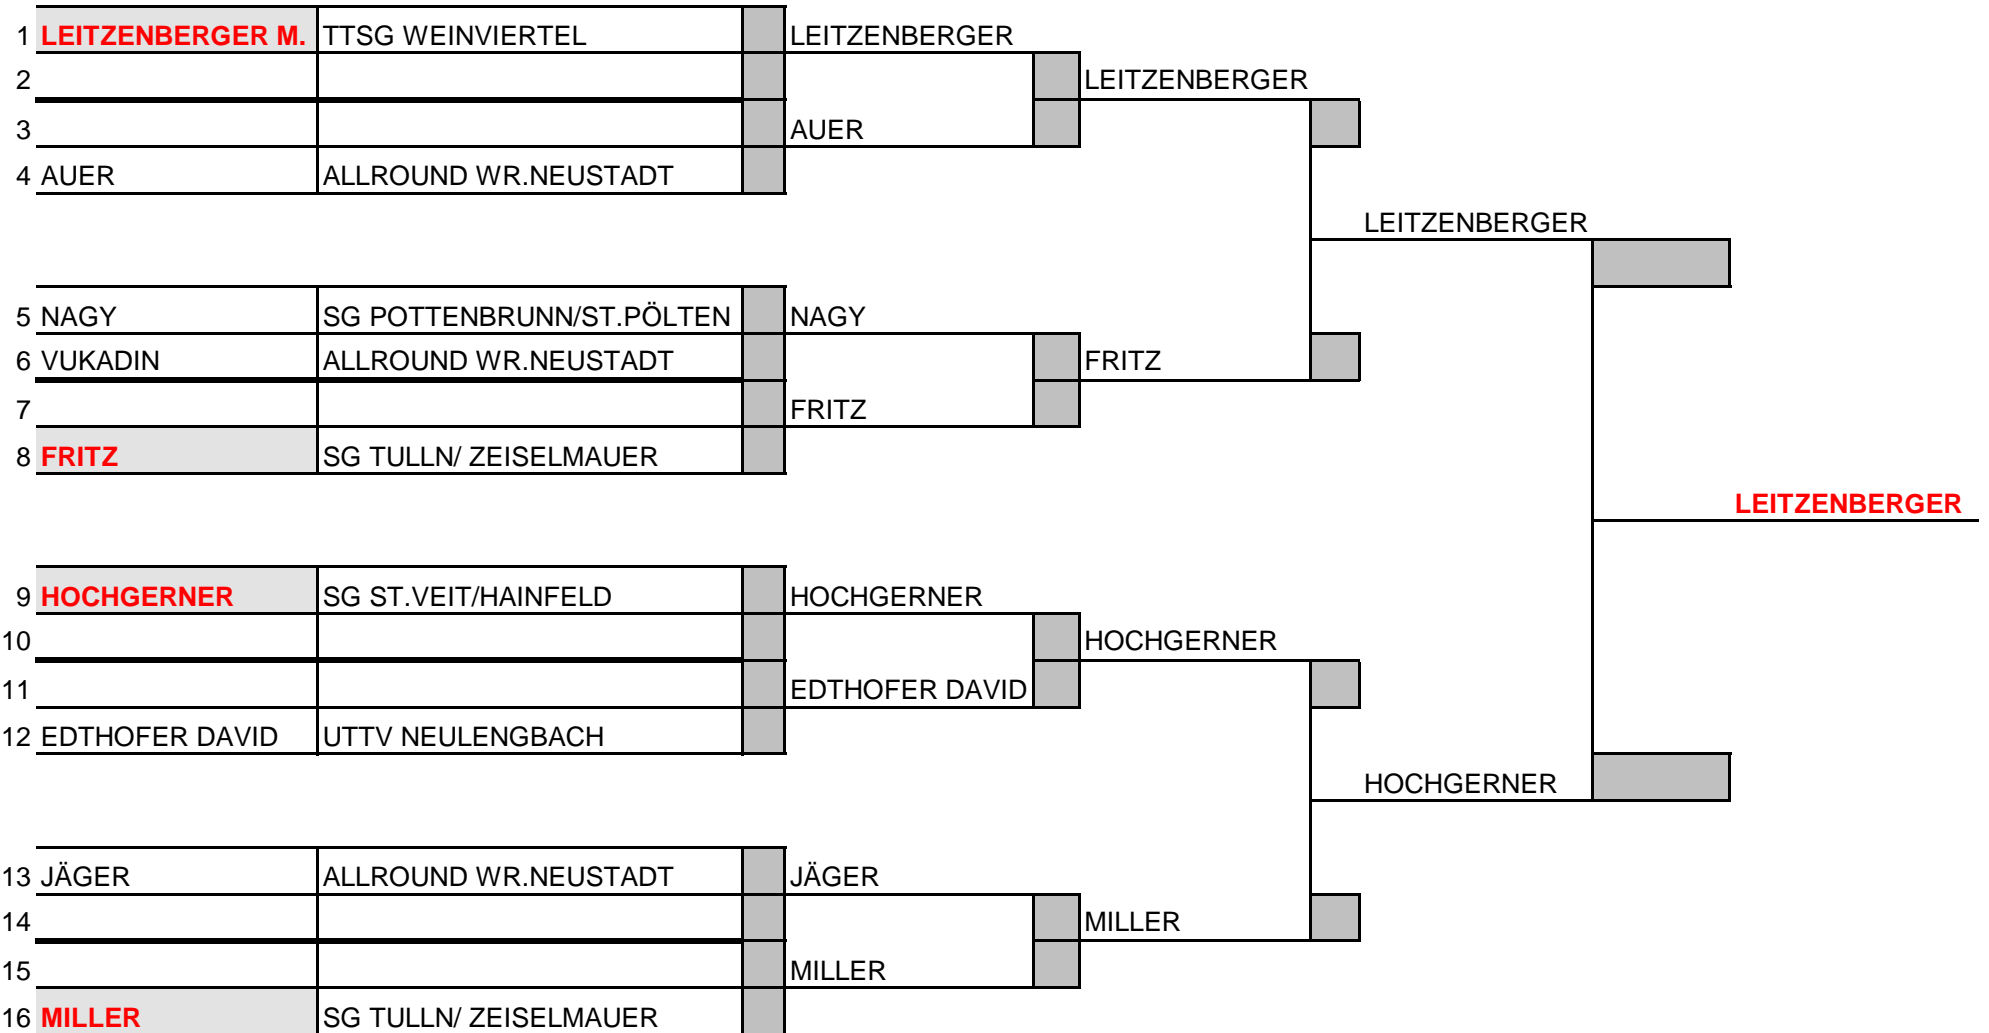 1 LEITZENBERGER M. TTSG WEINVIERTEL LEITZENBERGER
2 LEITZENBERGER
3 AUER
4 AUER ALLROUND WR.NEUSTADT
LEITZENBERGER
5 NAGY SG POTTENBRUNN/ST.PÖLTEN NAGY
6 VUKADIN ALLROUND WR.NEUSTADT FRITZ
7 FRITZ
8 FRITZ SG TULLN/ ZEISELMAUER
LEITZENBERGER
9 HOCHGERNER SG ST.VEIT/HAINFELD HOCHGERNER
10 HOCHGERNER
11 EDTHOFER DAVID
12 EDTHOFER DAVID UTTV NEULENGBACH
HOCHGERNER
13 JÄGER ALLROUND WR.NEUSTADT JÄGER
14 MILLER
15 MILLER
16 MILLER SG TULLN/ ZEISELMAUER